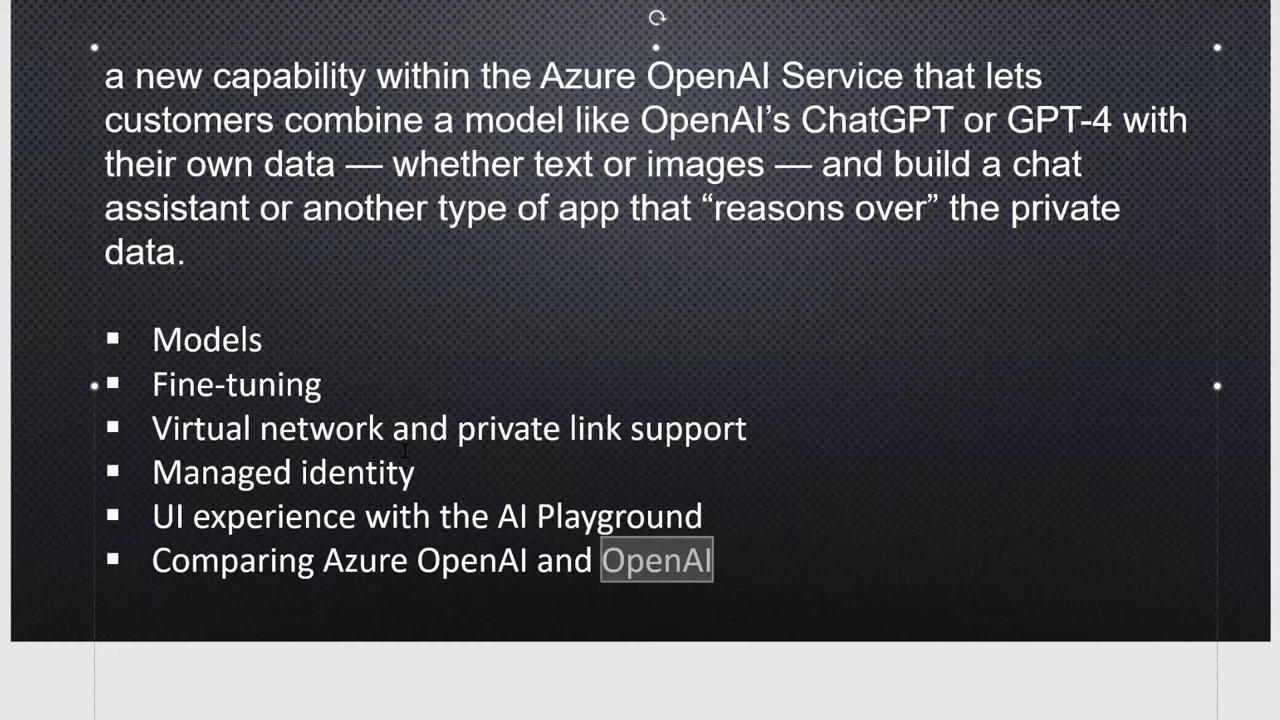 a new capability within the Azure OpenAI Service that lets
customers combine a model like OpenAI’s ChatGPT or GPT-4 with
their own data — whether text or images — and build a chat
assistant or another type of app that “reasons over” the private
data.
▪ Models
▪ Fine-tuning
▪ Virtual network and private link support
▪ Managed identity
▪ UI experience with the AI Playground
▪ Comparing Azure OpenAI and OpenAI